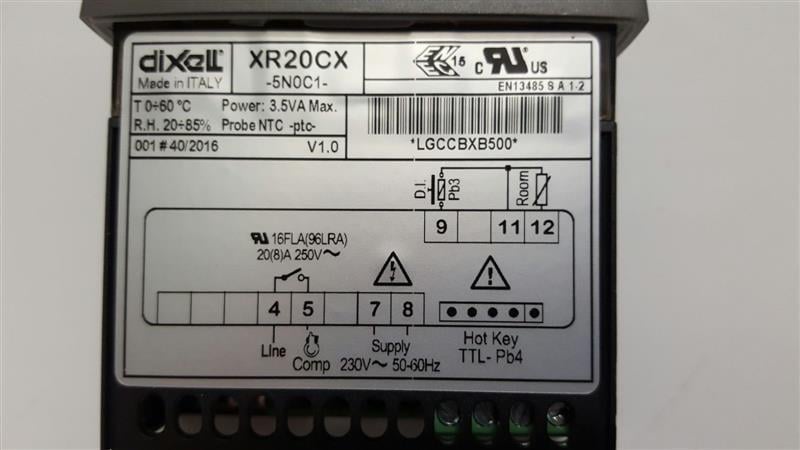 dixell
Made in ITALY
XR20CX
-5N0C1-
15
c UR US
EN13485 S A 1-2
T 0÷60 °C Power: 3.5VA Max.
R.H. 20÷85% Probe NTC -ptc-
001 # 40/2016 V1.0
*LGCCBXB500*
D.I.
Pb3
Room
9 11 12
UR 16FLA(96LRA)
20(8)A 250V~
4 5 7 8
Line
Comp
Supply
230V~ 50-60Hz
Hot Key
TTL- Pb4